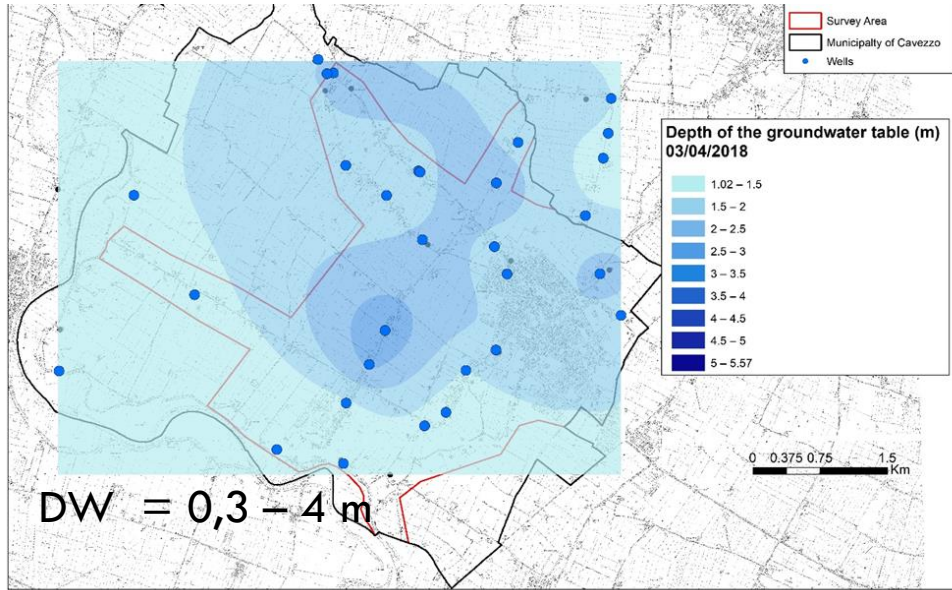 Survey Area
Municipalty of Cavezzo
Wells
Depth of the groundwater table (m)
03/04/2018
1.02 – 1.5
1.5 – 2
2 – 2.5
2.5 – 3
3 – 3.5
3.5 – 4
4 – 4.5
4.5 – 5
5 – 5.57
0 0.375 0.75 1.5
Km
DW = 0,3 – 4 m